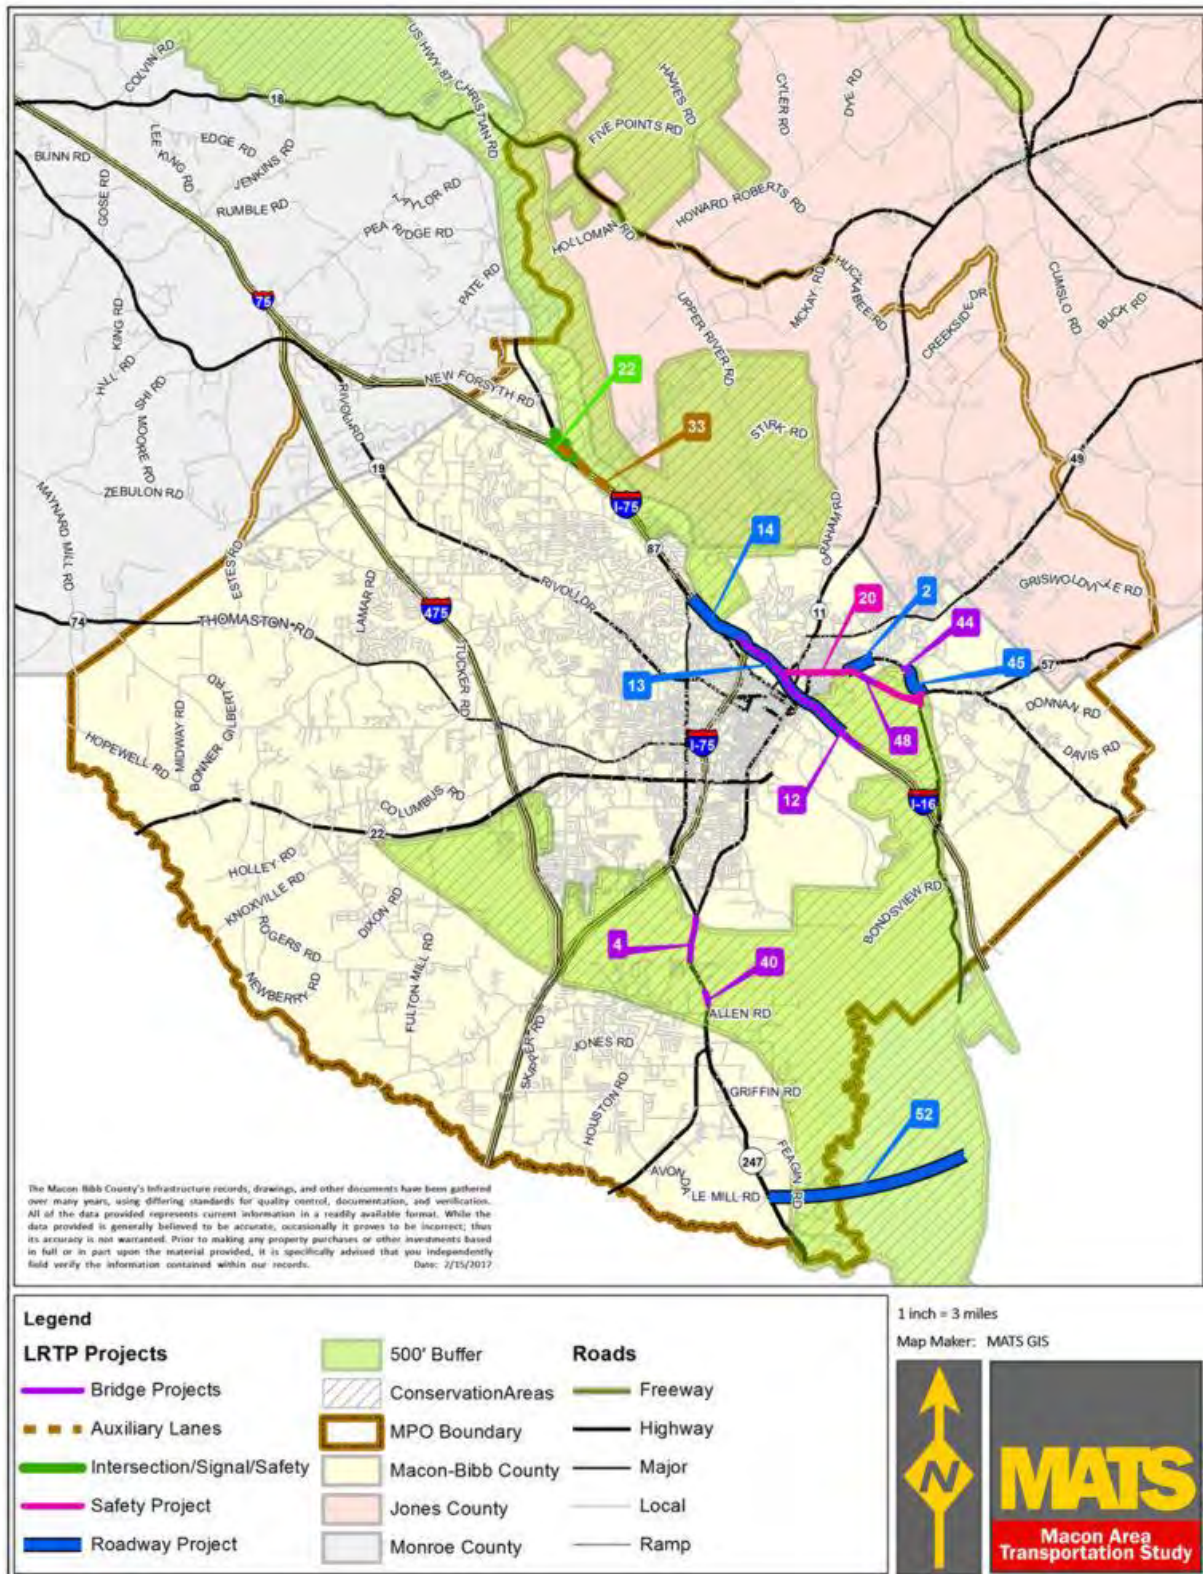 COLVIN RD
US HWY 87
CHRISTIAN RD
HAWES RD
CYLER RD
DYE RD
18
FIVE POINTS RD
LEE KING RD
EDGE RD
BUNN RD
JENKINS RD
GOSE RD
TAYLOR RD
RUMBLE RD
HOWARD ROBERTS RD
PEA RIDGE RD
HOLLOMAN RD
PATE RD
HUCKABEE RD
MCKAY RD
CUMSLO RD
75
CREEKSIDE DR
BUCK RD
KING RD
UPPER RIVER RD
HILL RD
22
NEW FORSYTH RD
SHI MOORE RD
RIVOLI RD
33
STIRK RD
19
49
ZEBULON RD
I-75
MAYNARD MILL RD
14
GRAHAM RD
87
ESTES RD
RIVOLI DR
GRISWOLDVILLE RD
2
LAMAR RD
20
475
11
44
74
THOMASTON RD
57
45
13
TUCKER RD
DONNAN RD
MIDWAY RD
BONNER GILBERT RD
48
I-75
DAVIS RD
HOPEWELL RD
12
I-16
COLUMBUS RD
22
HOLLEY RD
KNOXVILLE RD
DIXON RD
BONDSVIEW RD
ROGERS RD
4
40
FULTON MILL RD
NEWBERRY RD
ALLEN RD
SKIPPER RD
JONES RD
GRIFFIN RD
HOUSTON RD
52
FEAGIN RD
247
AVONDA
LE MILL RD
The Macon Bibb County's Infrastructure records, drawings, and other documents have been gathered
over many years, using differing standards for quality control, documentation, and verification.
All of the data provided represents current information in a readily available format. While the
data provided is generally believed to be accurate, occasionally it proves to be incorrect; thus
its accuracy is not warranted. Prior to making any property purchases or other investments based
in full or in part upon the material provided, it is specifically advised that you independently
field verify the information contained within our records. Date: 2/15/2017
Legend
LRTP Projects
Bridge Projects
Auxiliary Lanes
Intersection/Signal/Safety
Safety Project
Roadway Project
500' Buffer
ConservationAreas
MPO Boundary
Macon-Bibb County
Jones County
Monroe County
Roads
Freeway
Highway
Major
Local
Ramp
1 inch = 3 miles
Map Maker: MATS GIS
N
MATS
Macon Area
Transportation Study